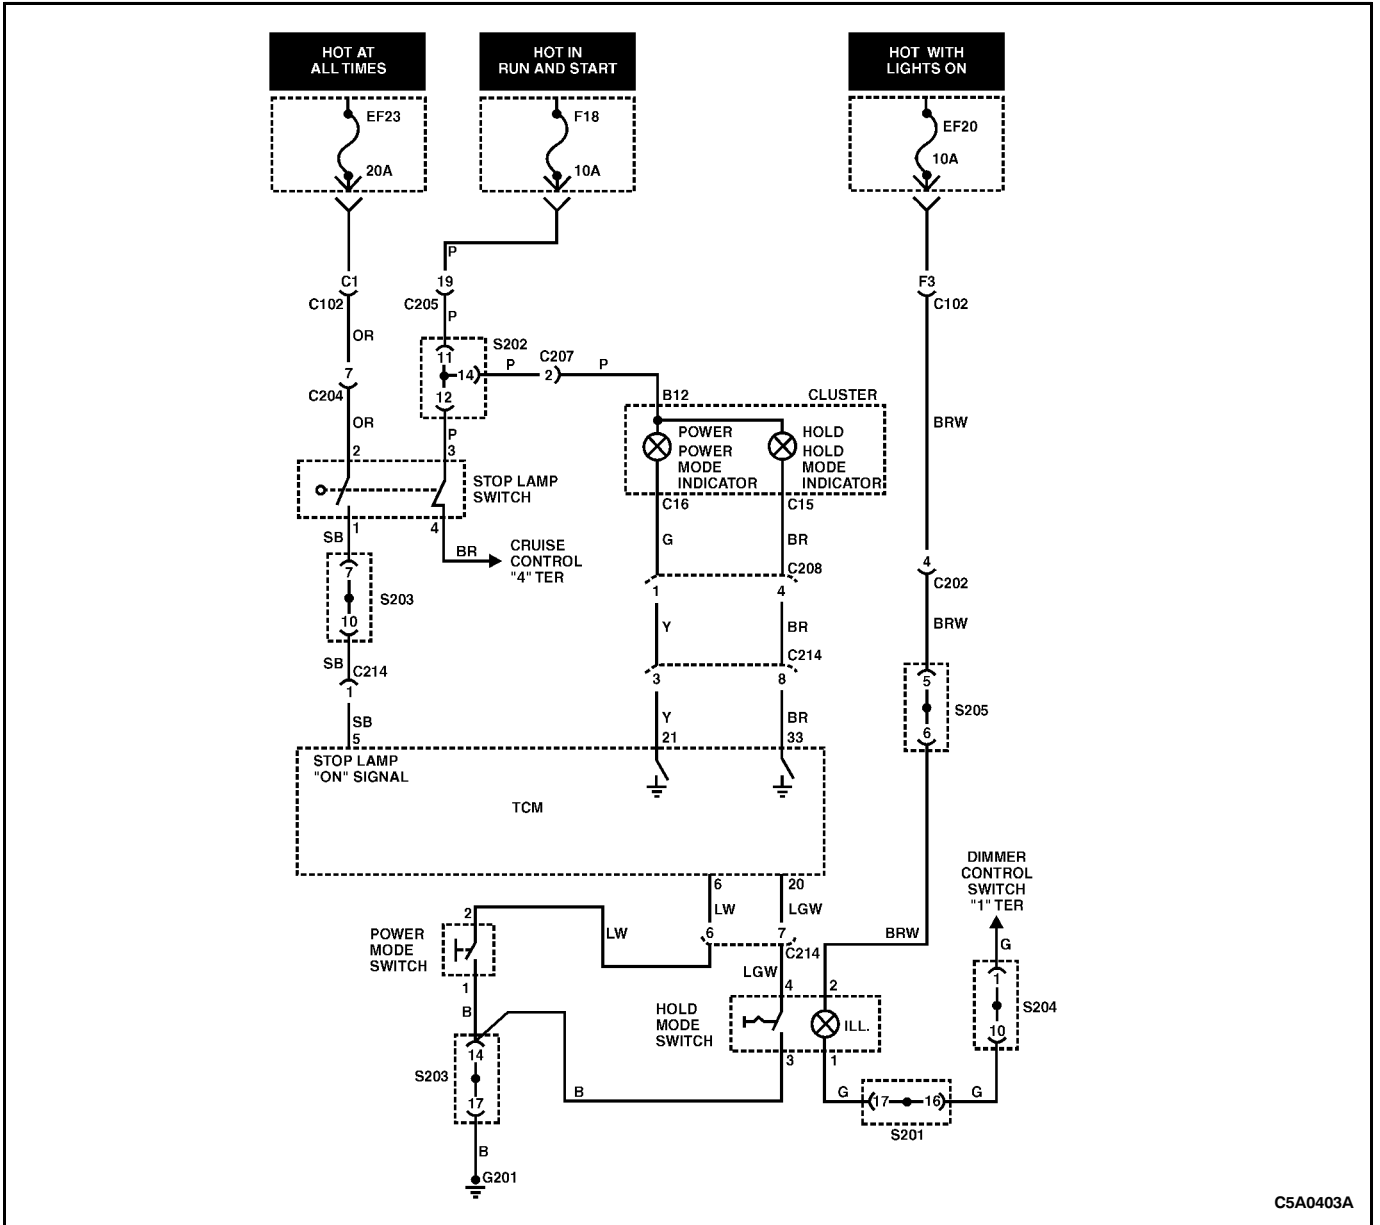 HOT AT
ALL TIMES
HOT IN
RUN AND START
HOT WITH
LIGHTS ON
EF23
20A
F18
10A
EF20
10A
P
C1
C102
19
C205
F3
C102
OR
P
S202
11
14
12
P
C207
2
P
7
C204
OR
P
B12
CLUSTER
POWER
POWER
MODE
INDICATOR
HOLD
HOLD
MODE
INDICATOR
BRW
2
3
STOP LAMP
SWITCH
C16
C15
1
4
SB
BR
CRUISE
CONTROL
"4" TER
G
BR
C208
1
4
4
C202
7
10
S203
Y
BR
BRW
C214
3
8
SB
C214
1
5
6
S205
SB
5
Y
21
BR
33
STOP LAMP
"ON" SIGNAL
TCM
6
20
LW
LGW
DIMMER
CONTROL
SWITCH
"1" TER
G
2
POWER
MODE
SWITCH
1
LW
6
7
C214
BRW
LGW
4
2
B
HOLD
MODE
SWITCH
ILL.
3
1
1
10
S204
14
17
S203
B
G
17
16
G
S201
B
G201
C5A0403A